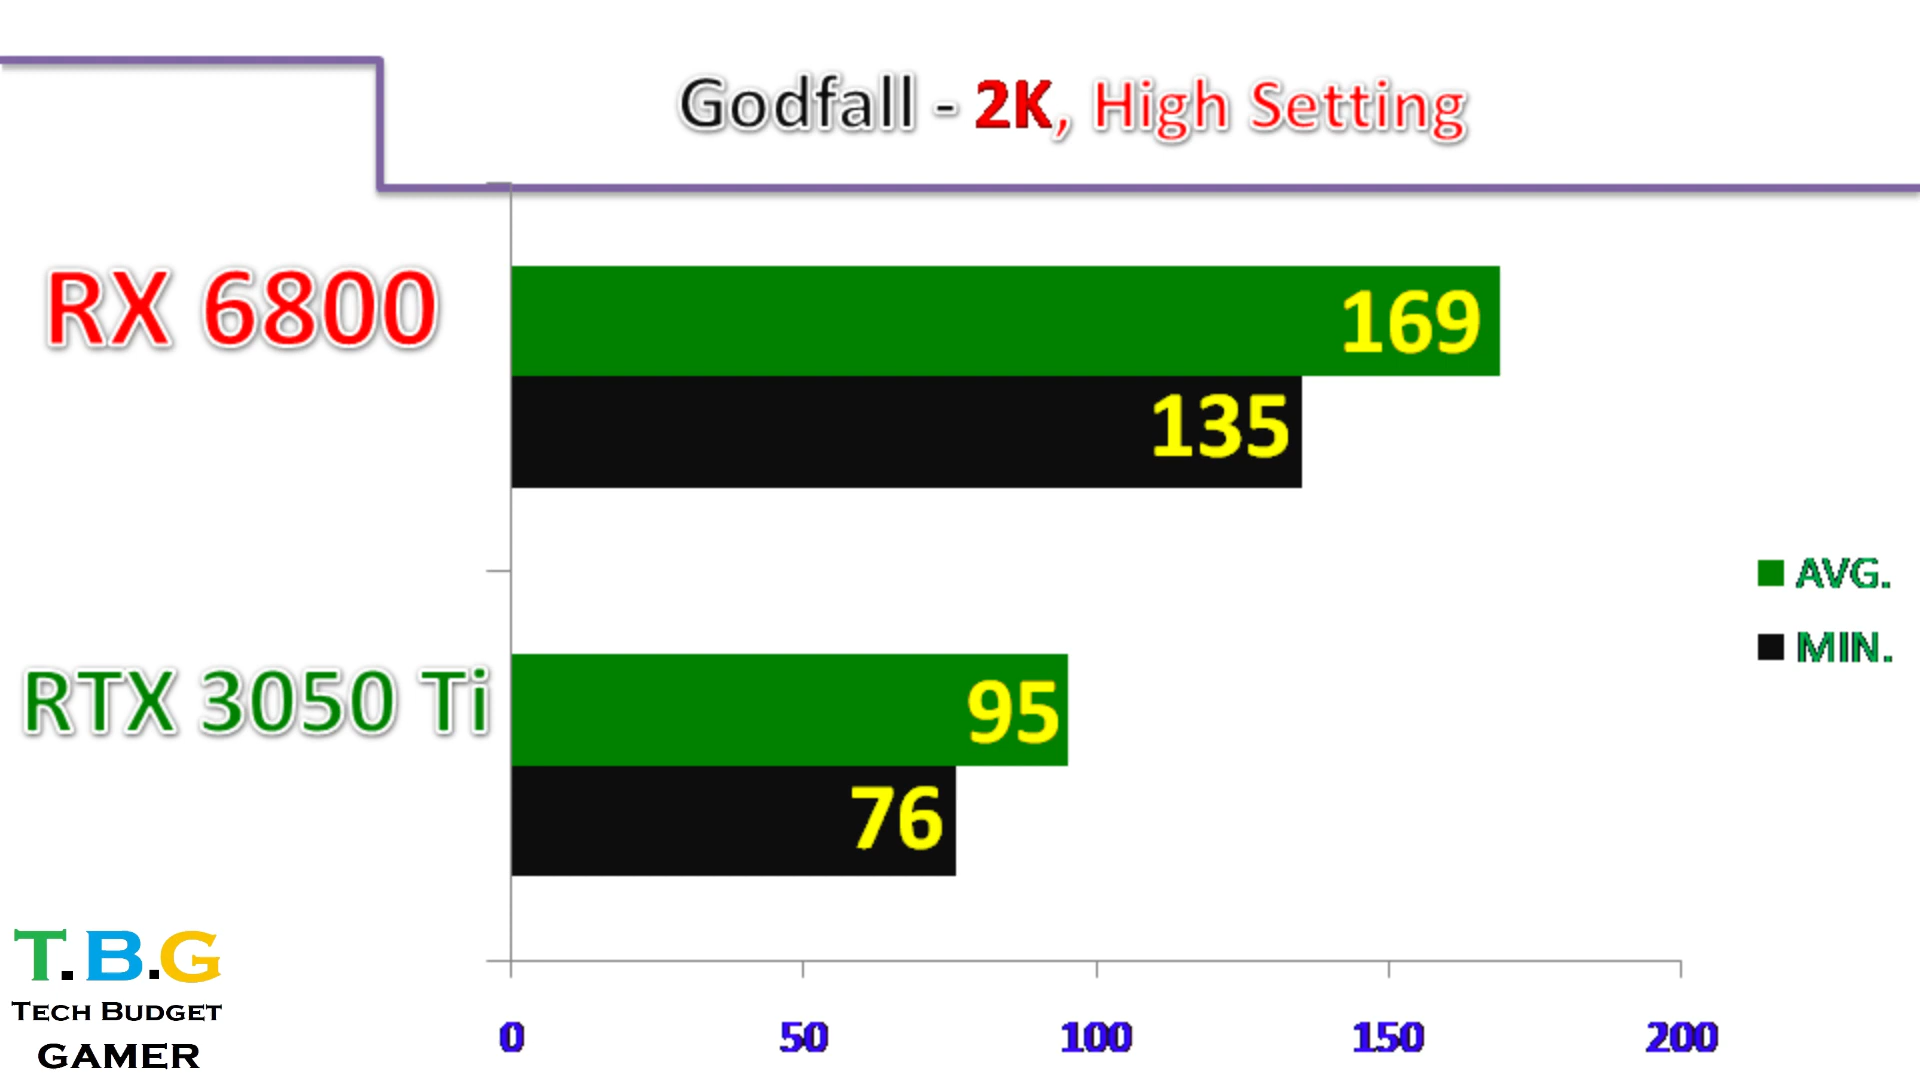 Godfall - 2K, High Setting
RX 6800
169
135
AVG.
MIN.
RTX 3050 Ti
95
76
T.B.G
TECH BUDGET
GAMER
0 50 100 150 200